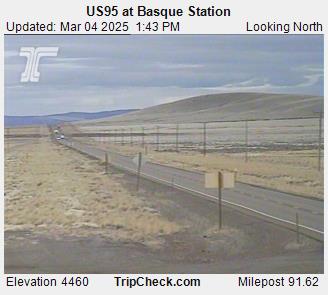 US95 at Basque Station
Updated: Mar 04 2025 1:43 PM Looking North
Elevation 4460 TripCheck.com Milepost 91.62